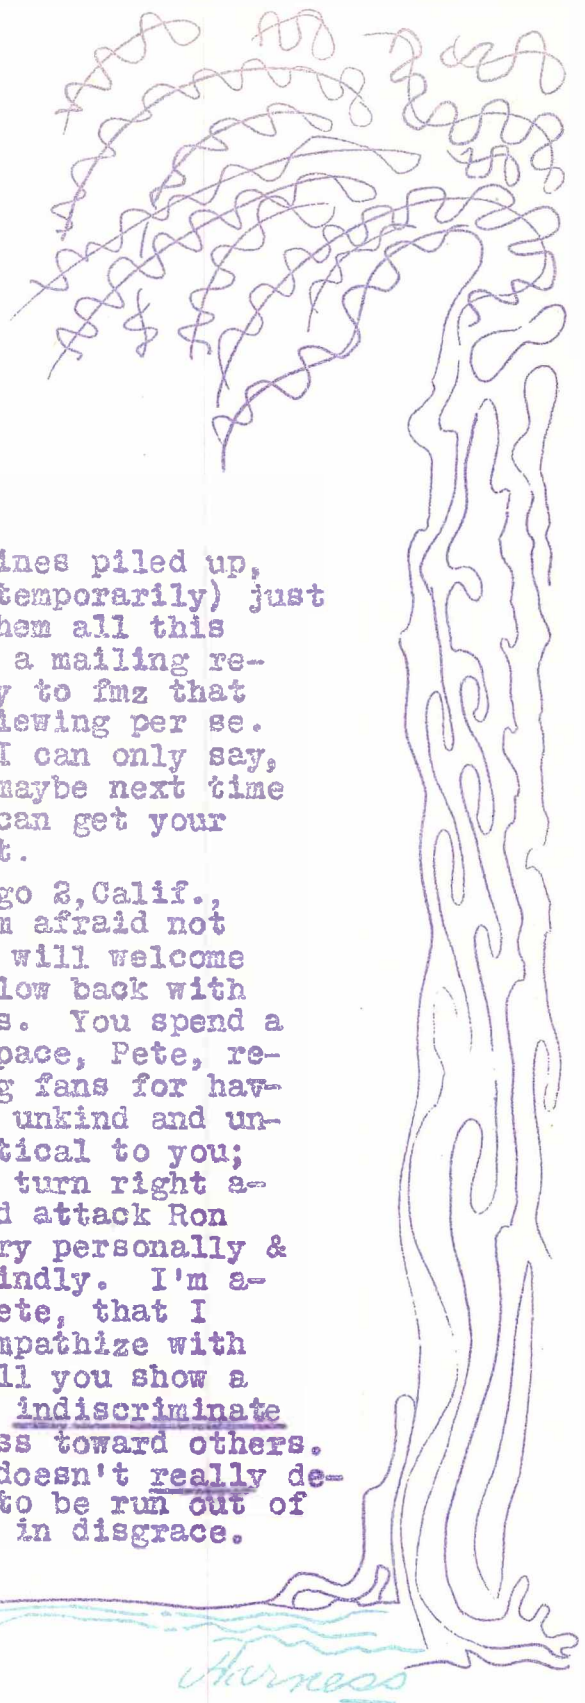 ines piled up,
temporarily) just
hem all this
a mailing re-
y to fmz that
iewing per se.
I can only say,
maybe next time
can get your
t.
go 2,Calif.,
m afraid not
will welcome
low back with
s. You spend a
pace, Pete, re-
g fans for hav-
unkind and un-
tical to you;
turn right a-
d attack Ron
ry personally &
indly. I'm a-
ete, that I
mpathize with
ll you show a
indiscriminate
ss toward others.
doesn't really de-
to be run out of
in disgrace.
Harness